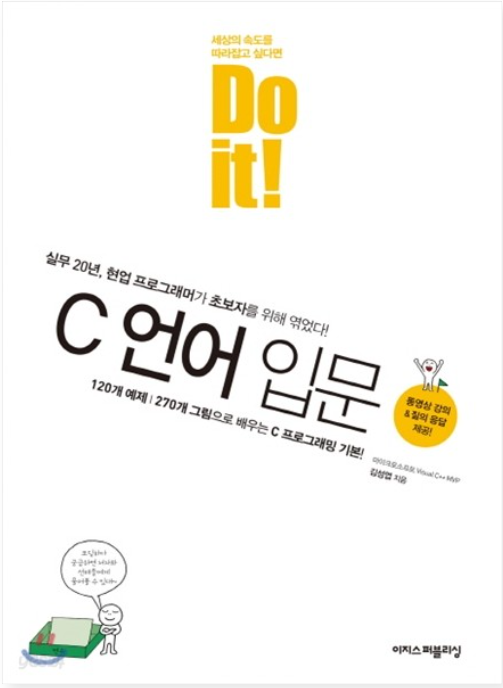 세상의 속도를
따라잡고 싶다면
Do
it!
실무 20년, 현업 프로그래머가 초보자를 위해 엮었다!
C 언어 입문
120개 예제 | 270개 그림으로 배우는 C 프로그래밍 기본!
동영상 강의
& 질의 응답
제공!
마이크로소프트 Visual C++ MVP
김성엽 지음
궁금하면
이지스퍼블리싱